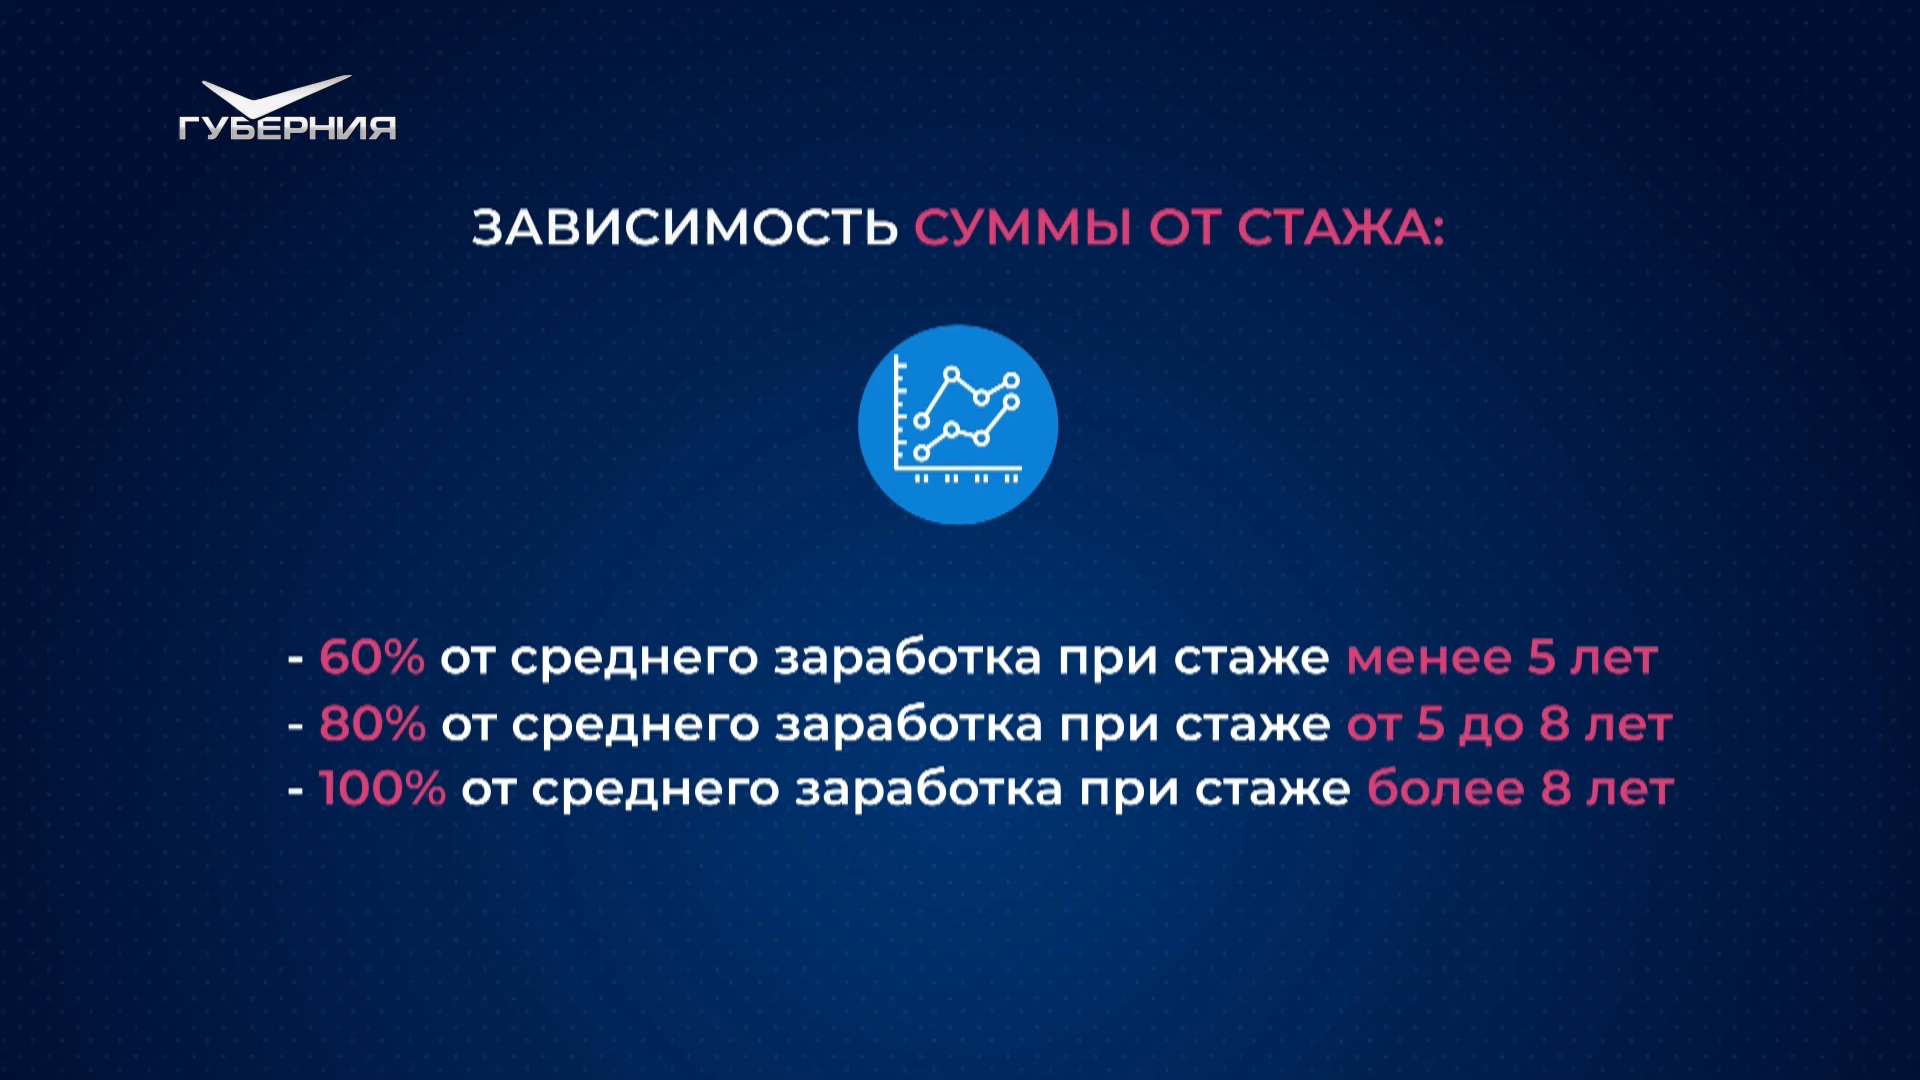 ГУБЕРНИЯ
ЗАВИСИМОСТЬ СУММЫ ОТ СТАЖА:
- 60% от среднего заработка при стаже менее 5 лет
- 80% от среднего заработка при стаже от 5 до 8 лет
- 100% от среднего заработка при стаже более 8 лет